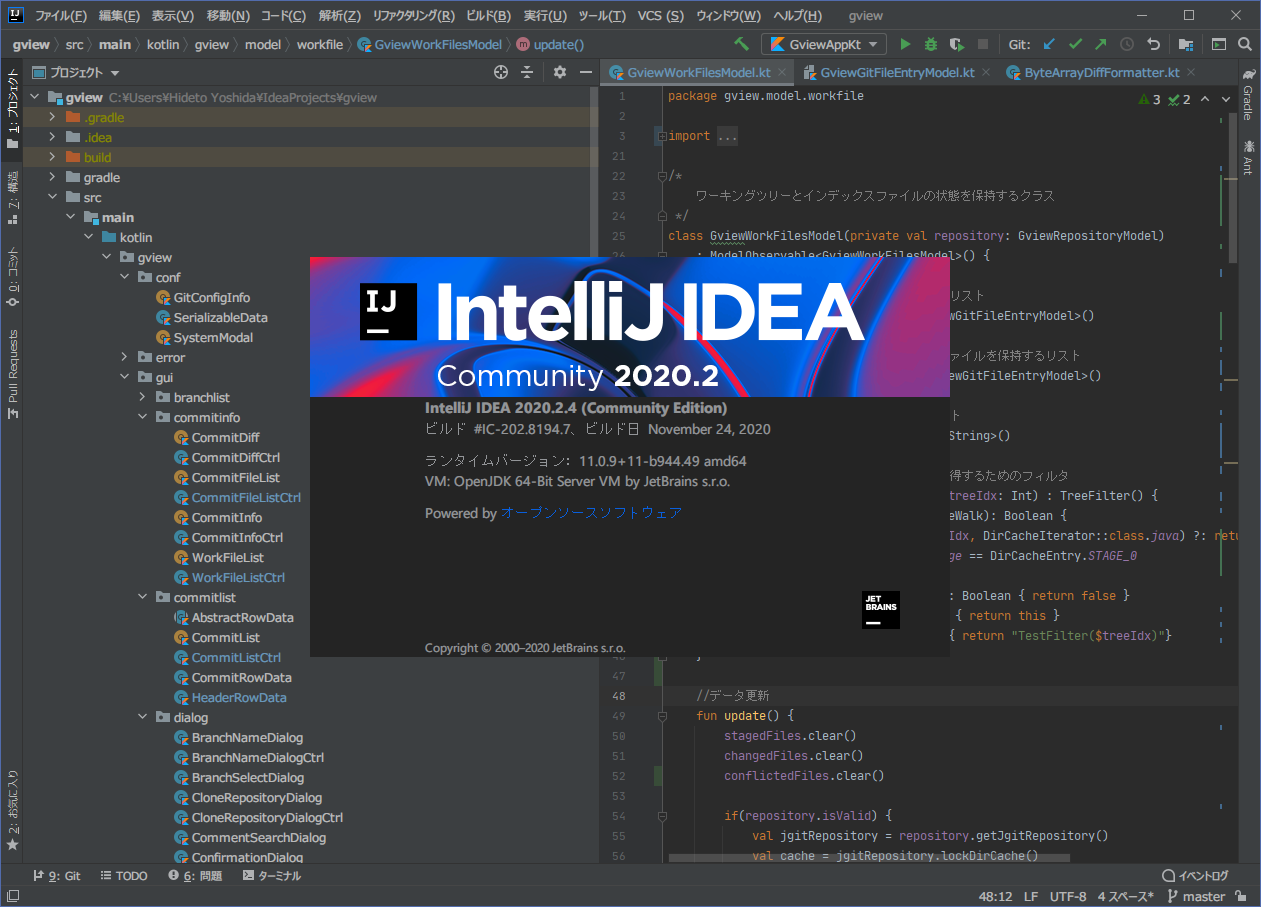 ファイル(F) 編集(E) 表示(V) 移動(N) コード(C) 解析(Z) リファクタリング(R) ビルド(B) 実行(U) ツール(T) VCS (S) ウィンドウ(W) ヘルプ(H) gview
gview src main kotlin gview model workfile GviewWorkFilesModel update() GviewAppKt Git:
プロジェクト
GviewWorkFilesModel.kt GviewGitFileEntryModel.kt ByteArrayDiffFormatter.kt
1: プロジェクト
7: 構造
0: コミット
Pull Requests
2: お気に入り
gview C:¥Users¥Hideto Yoshida¥IdeaProjects¥gview
.gradle
.idea
build
gradle
src
main
kotlin
gview
conf
GitConfigInfo
SerializableData
SystemModal
error
gui
branchlist
commitinfo
CommitDiff
CommitDiffCtrl
CommitFileList
CommitFileListCtrl
CommitInfo
CommitInfoCtrl
WorkFileList
WorkFileListCtrl
commitlist
AbstractRowData
CommitList
CommitListCtrl
CommitRowData
HeaderRowData
dialog
BranchNameDialog
BranchNameDialogCtrl
BranchSelectDialog
CloneRepositoryDialog
CloneRepositoryDialogCtrl
CommentSearchDialog
ConfirmationDialog
1 package gview.model.workfile
3 2
2
3 import ...
21
22 /*
23 ワーキングツリーとインデックスファイルの状態を保持するクラス
24 */
25 class GviewWorkFilesModel(private val repository: GviewRepositoryModel)
26 : ModelObservable<GviewWorkFilesModel>() {
リスト
wGitFileEntryModel>()
ァイルを保持するリスト
wGitFileEntryModel>()
ト
String>()
得するためのフィルタ
treeIdx: Int) : TreeFilter() {
eWalk): Boolean {
Idx, DirCacheIterator::class.java) ?: retu
ge == DirCacheEntry.STAGE_0
: Boolean { return false }
{ return this }
{ return "TestFilter($treeIdx)"}
46 }
47
48 //データ更新
49 fun update() {
50 stagedFiles.clear()
51 changedFiles.clear()
52 conflictedFiles.clear()
53
54 if(repository.isValid) {
55 val jgitRepository = repository.getJgitRepository()
56 val cache = jgitRepository.lockDirCache()
Gradle
Ant
IJ
IntelliJ IDEA
Community 2020.2
IntelliJ IDEA 2020.2.4 (Community Edition)
ビルド #IC-202.8194.7、ビルド日 November 24, 2020
ランタイムバージョン: 11.0.9+11-b944.49 amd64
VM: OpenJDK 64-Bit Server VM by JetBrains s.r.o.
Powered by オープンソースソフトウェア
JET
BRAINS
Copyright © 2000–2020 JetBrains s.r.o.
9: Git TODO 6: 問題 ターミナル イベントログ
48:12 LF UTF-8 4 スペース* master